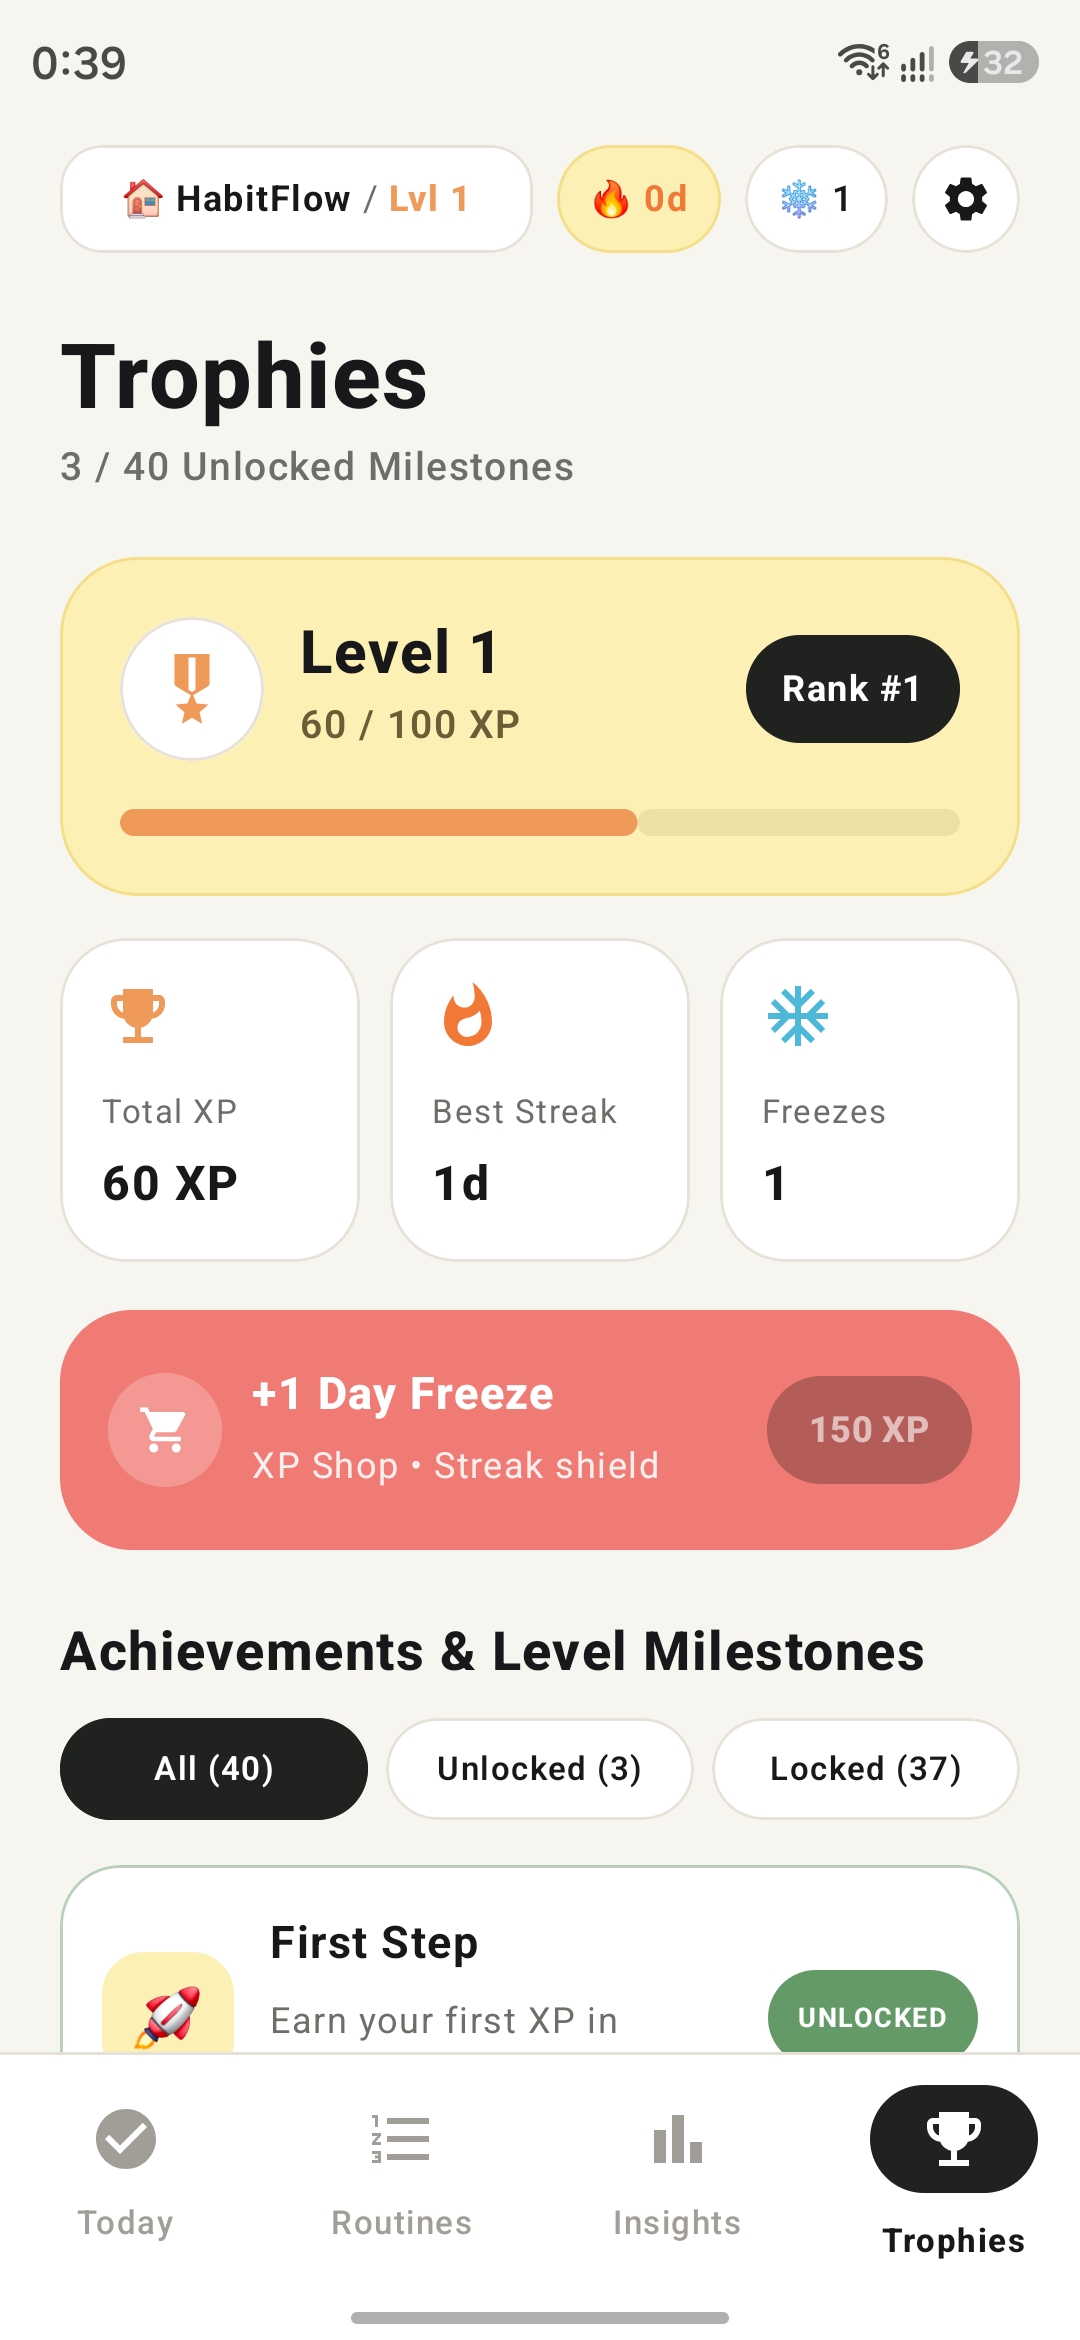 0:39
6
32
HabitFlow / Lvl 1
0d
1
Trophies
3 / 40 Unlocked Milestones
Level 1
60 / 100 XP
Rank #1
Total XP
60 XP
Best Streak
1d
Freezes
1
+1 Day Freeze
XP Shop • Streak shield
150 XP
Achievements & Level Milestones
All (40)
Unlocked (3)
Locked (37)
First Step
Earn your first XP in
UNLOCKED
Today
Routines
Insights
Trophies